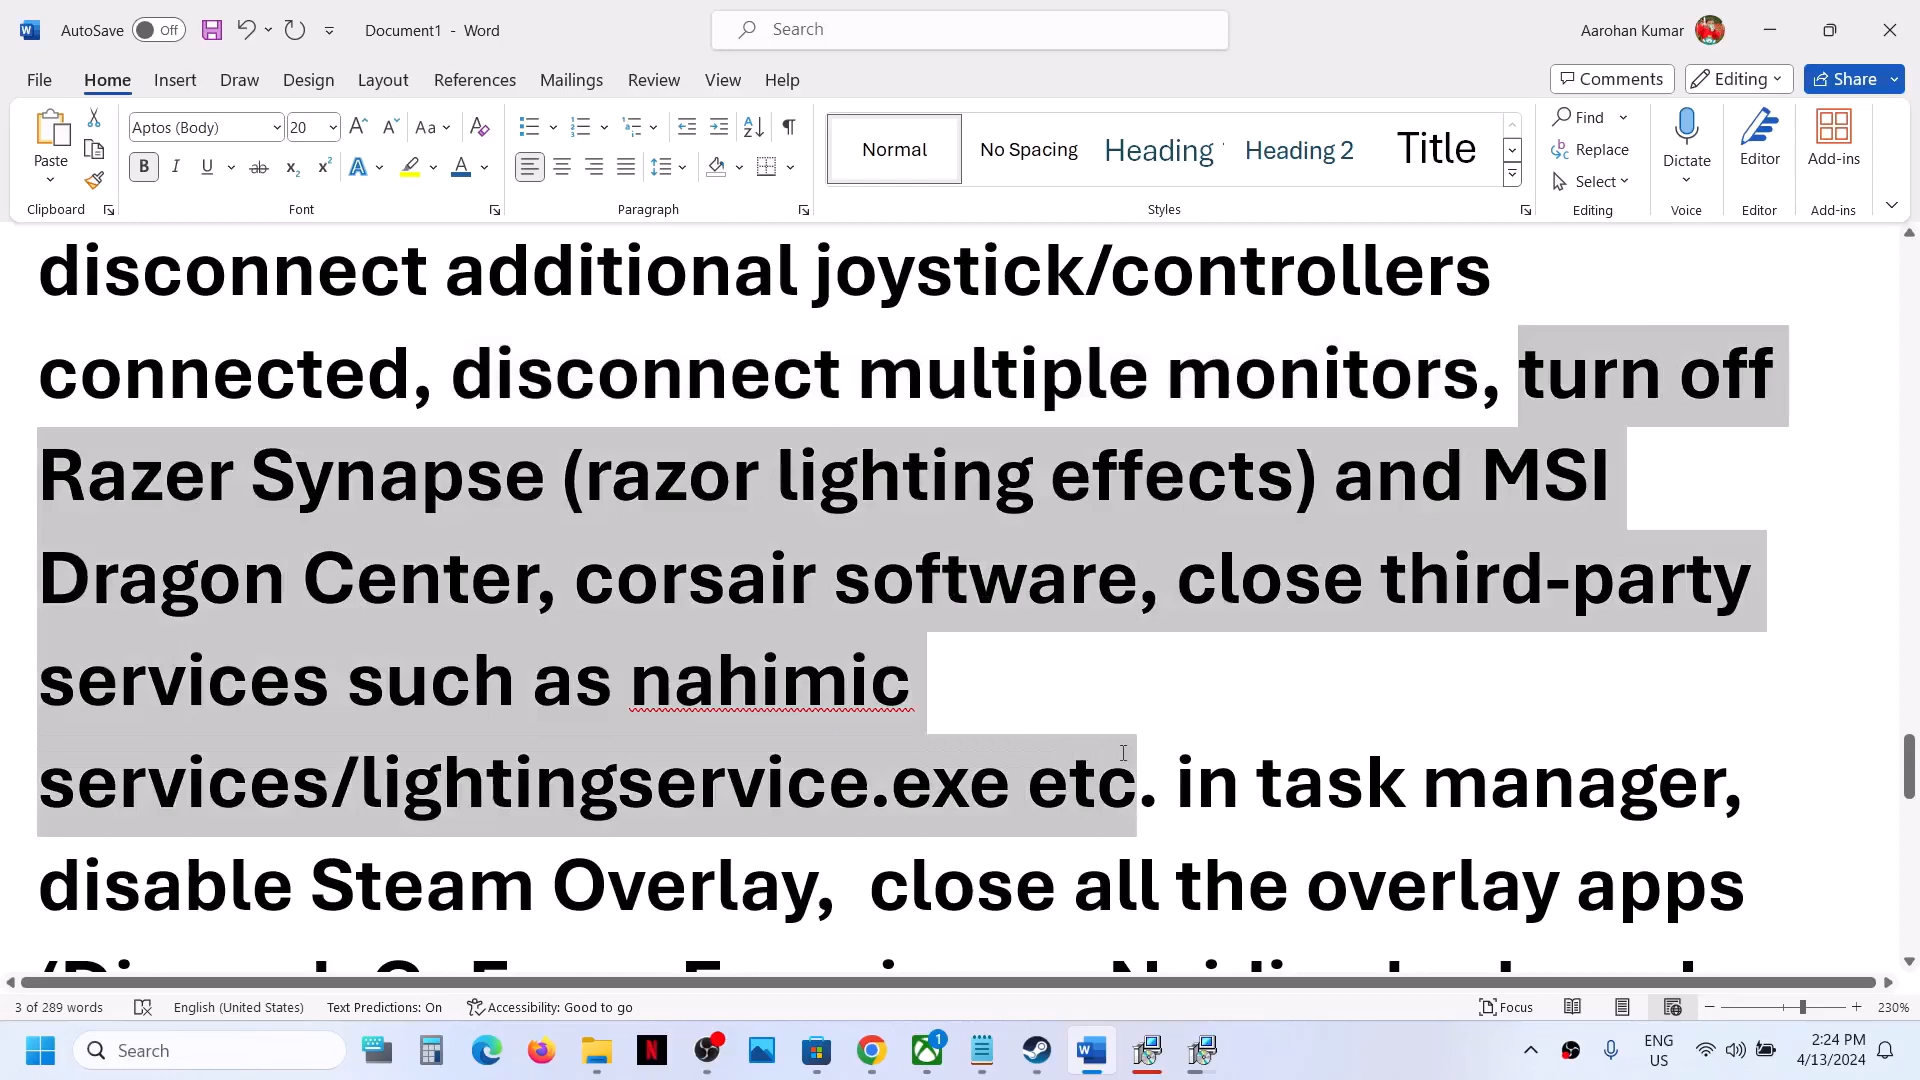 AutoSave Off Document1 - Word Search Aarohan Kumar
File Home Insert Draw Design Layout References Mailings Review View Help Comments Editing Share
Paste
Clipboard
Aptos (Body) 20
Aa
B I U ab x₂ x² A A
Font
Paragraph
Normal No Spacing Heading Heading 2 Title
Styles
Find
Replace
Select
Editing
Dictate
Voice
Editor
Editor
Add-ins
Add-ins
disconnect additional joystick/controllers
connected, disconnect multiple monitors, turn off
Razer Synapse (razor lighting effects) and MSI
Dragon Center, corsair software, close third-party
services such as nahimic
services/lightingservice.exe etc. in task manager,
disable Steam Overlay,  close all the overlay apps
3 of 289 words English (United States) Text Predictions: On Accessibility: Good to go Focus 230%
Search 1 ENG
US 2:24 PM
4/13/2024